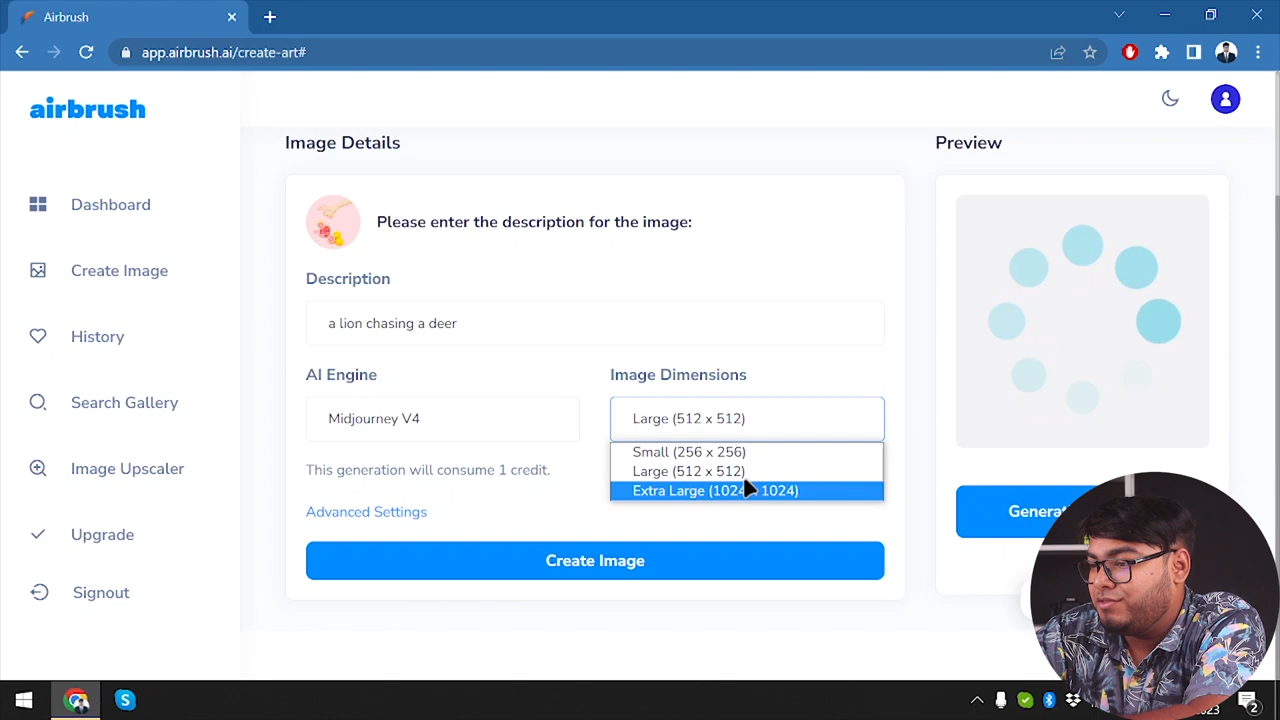 Airbrush
app.airbrush.ai/create-art#
airbrush
Dashboard
Create Image
History
Search Gallery
Image Upscaler
Upgrade
Signout
Image Details
Please enter the description for the image:
Description
a lion chasing a deer
AI Engine
Midjourney V4
This generation will consume 1 credit.
Advanced Settings
Image Dimensions
Large (512 x 512)
Small (256 x 256)
Large (512 x 512)
Extra Large (1024 x 1024)
Create Image
Preview
2